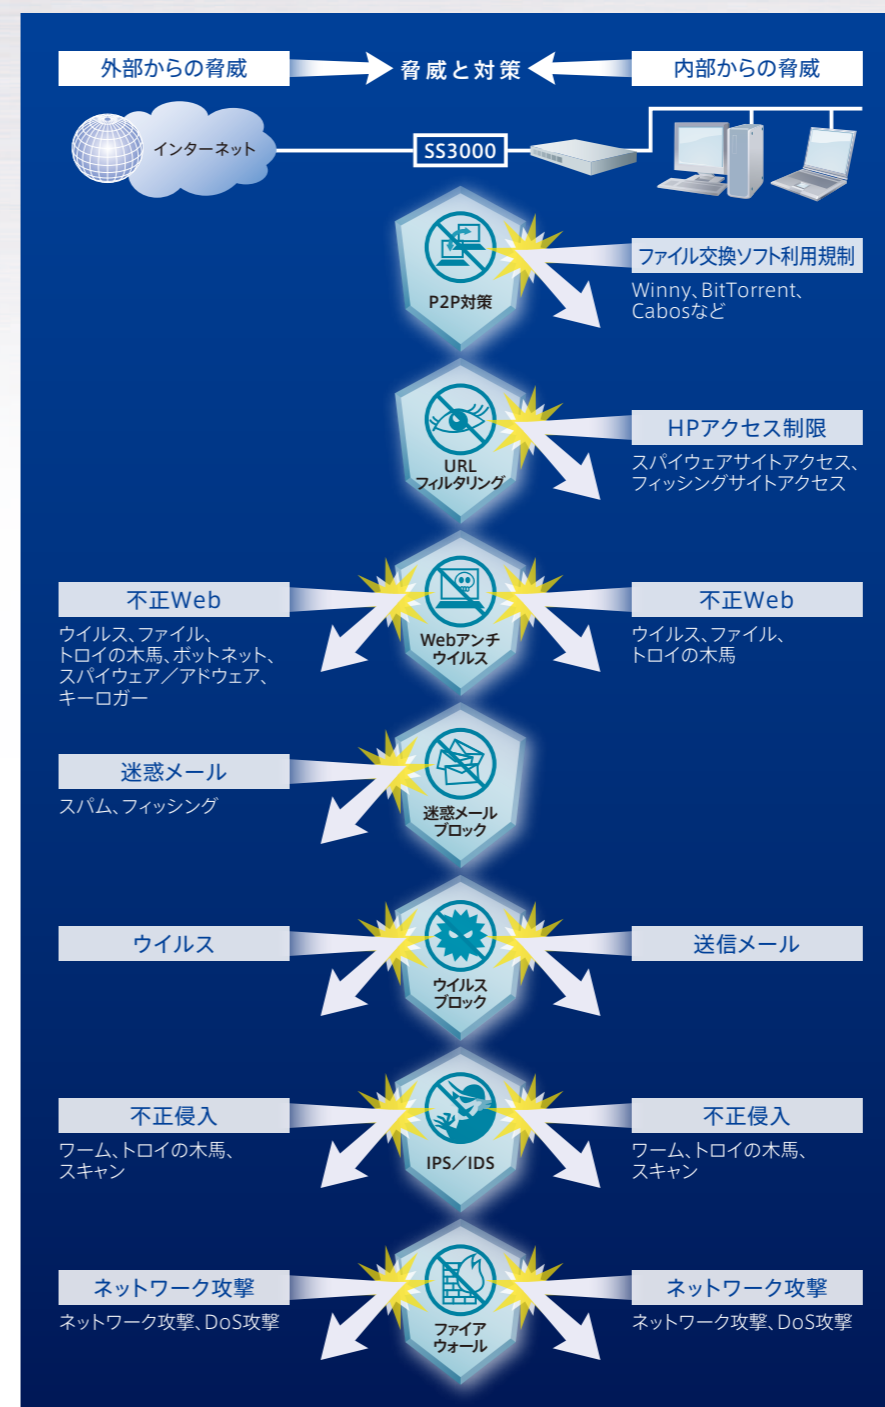 外部からの脅威
脅威と対策
内部からの脅威
インターネット
SS3000
P2P対策
ファイル交換ソフト利用規制
Winny、BitTorrent、
Cabosなど
URL
フィルタリング
HPアクセス制限
スパイウェアサイトアクセス、
フィッシングサイトアクセス
不正Web
ウイルス、ファイル、
トロイの木馬、ボットネット、
スパイウェア／アドウェア、
キーロガー
Webアンチ
ウイルス
不正Web
ウイルス、ファイル、
トロイの木馬
迷惑メール
スパム、フィッシング
迷惑メール
ブロック
ウイルス
ウイルス
ブロック
送信メール
不正侵入
ワーム、トロイの木馬、
スキャン
IPS／IDS
不正侵入
ワーム、トロイの木馬、
スキャン
ネットワーク攻撃
ネットワーク攻撃、DoS攻撃
ファイア
ウォール
ネットワーク攻撃
ネットワーク攻撃、DoS攻撃